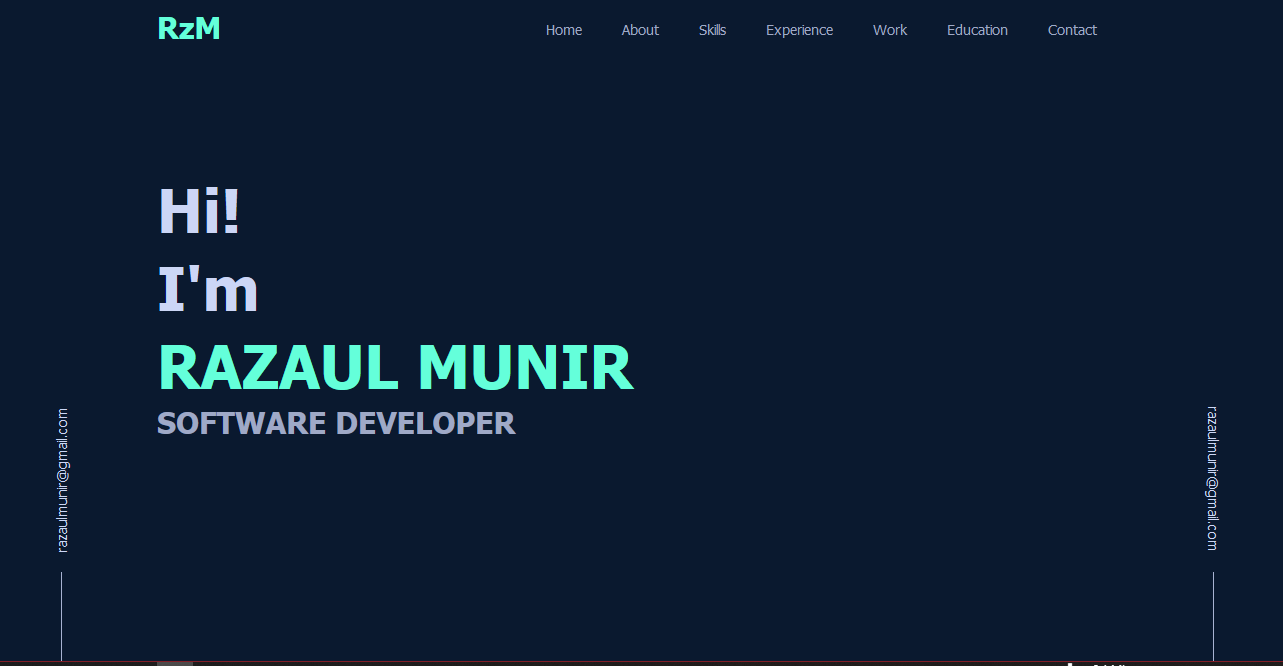 RzM
Home About Skills Experience Work Education Contact
Hi!
I'm
RAZAUL MUNIR
SOFTWARE DEVELOPER
razaulmunir@gmail.com
razaulmunir@gmail.com